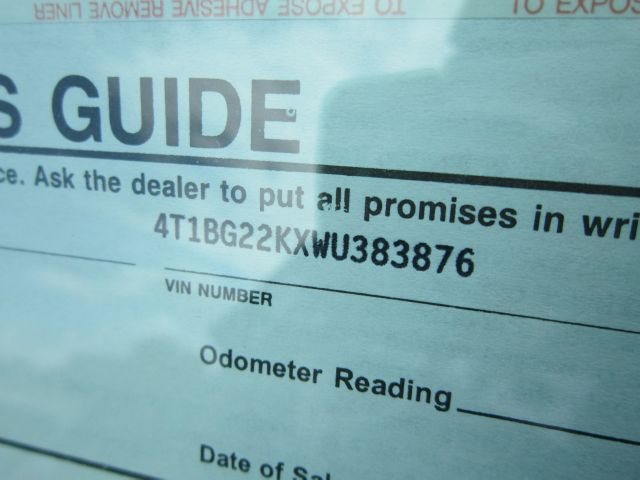 TO EXPOSE ADHESIVE REMOVE LINER
TO EXPOS
S GUIDE
ce. Ask the dealer to put all promises in wri
4T1BG22KXWU383876
VIN NUMBER
Odometer Reading
Date of Sal